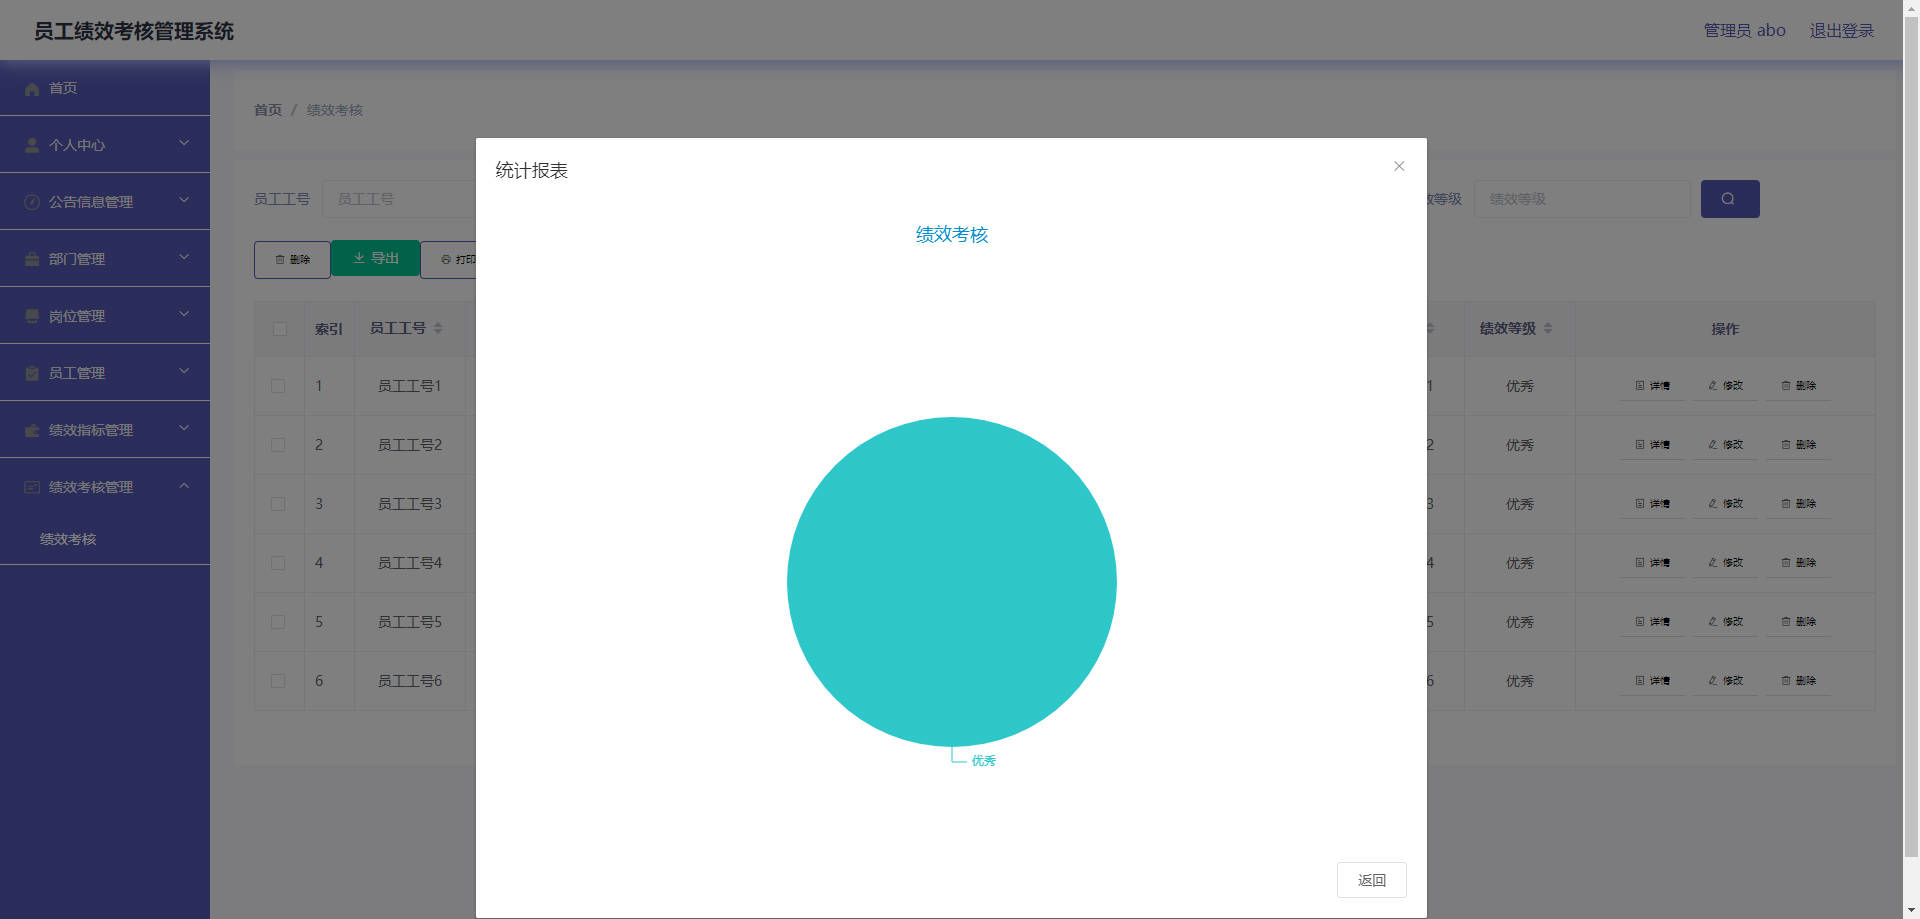 员工绩效考核管理系统
管理员 abo
退出登录
首页
个人中心
公告信息管理
部门管理
岗位管理
员工管理
绩效指标管理
绩效考核管理
绩效考核
首页 / 绩效考核
员工工号
员工工号
效等级
绩效等级
删除
导出
打印
统计报表
绩效考核
优秀
返回
索引 员工工号 绩效等级 操作
1 员工工号1 1 优秀 详情 修改 删除
2 员工工号2 2 优秀 详情 修改 删除
3 员工工号3 3 优秀 详情 修改 删除
4 员工工号4 4 优秀 详情 修改 删除
5 员工工号5 5 优秀 详情 修改 删除
6 员工工号6 6 优秀 详情 修改 删除